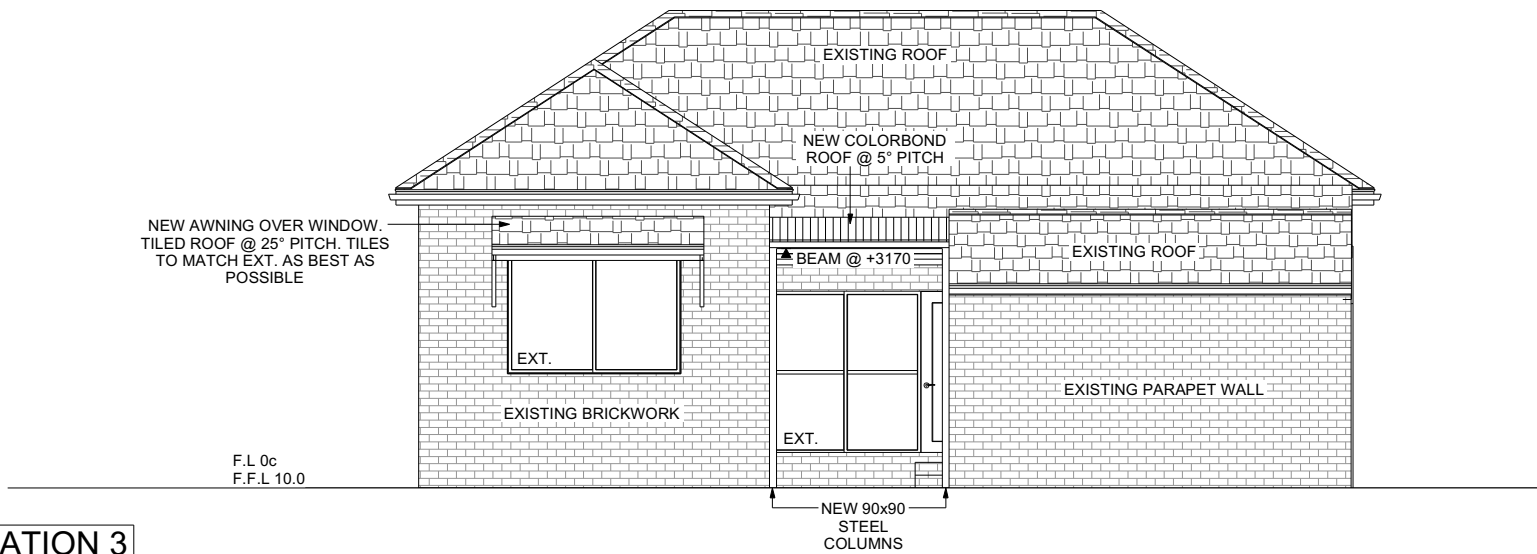 EXISTING ROOF
NEW COLORBOND
ROOF @ 5° PITCH
NEW AWNING OVER WINDOW.
TILED ROOF @ 25° PITCH. TILES
TO MATCH EXT. AS BEST AS
POSSIBLE
BEAM @ +3170
EXISTING ROOF
EXT.
EXISTING BRICKWORK
EXT.
EXISTING PARAPET WALL
F.L 0c
F.F.L 10.0
NEW 90x90
STEEL
COLUMNS
ATION 3